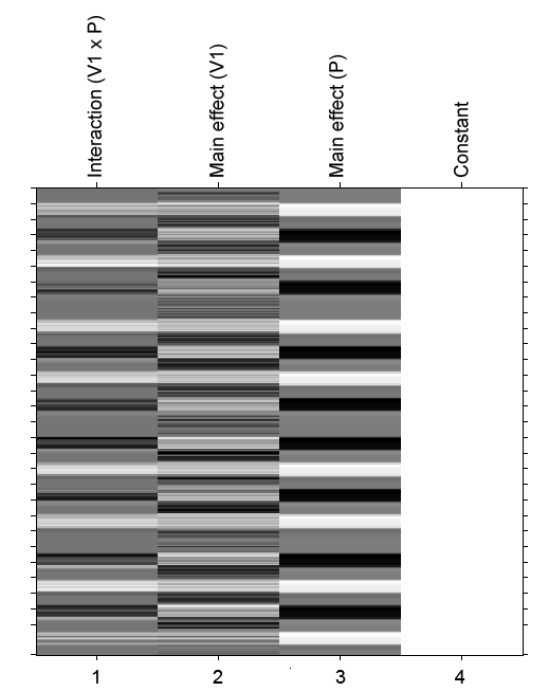 Interaction (V1 x P)
Main effect (V1)
Main effect (P)
Constant
1 2 3 4